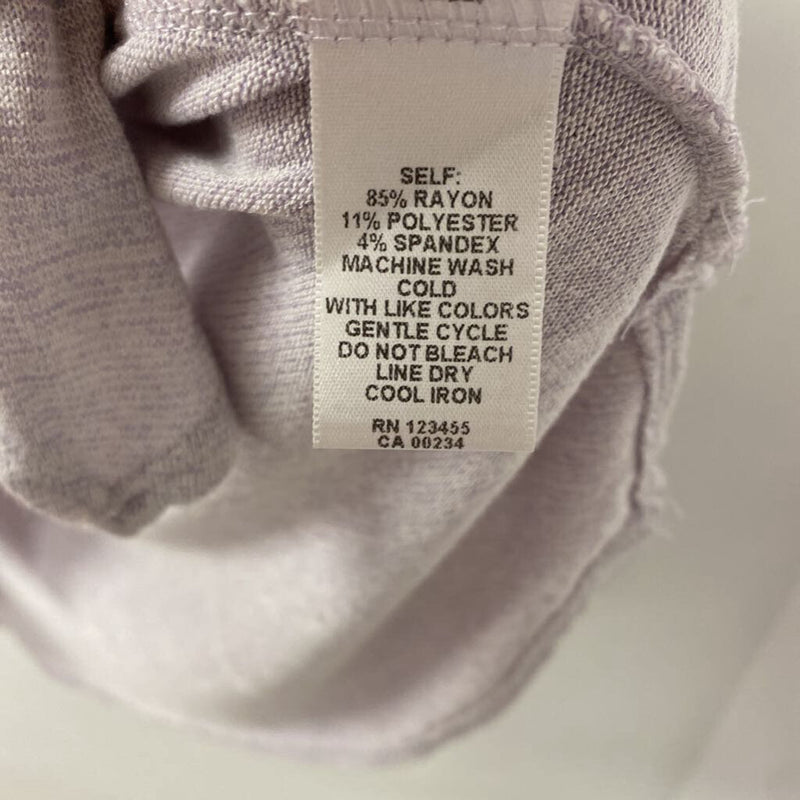 SELF:
85% RAYON
11% POLYESTER
4% SPANDEX
MACHINE WASH
COLD
WITH LIKE COLORS
GENTLE CYCLE
DO NOT BLEACH
LINE DRY
COOL IRON
RN 123455
CA 00234